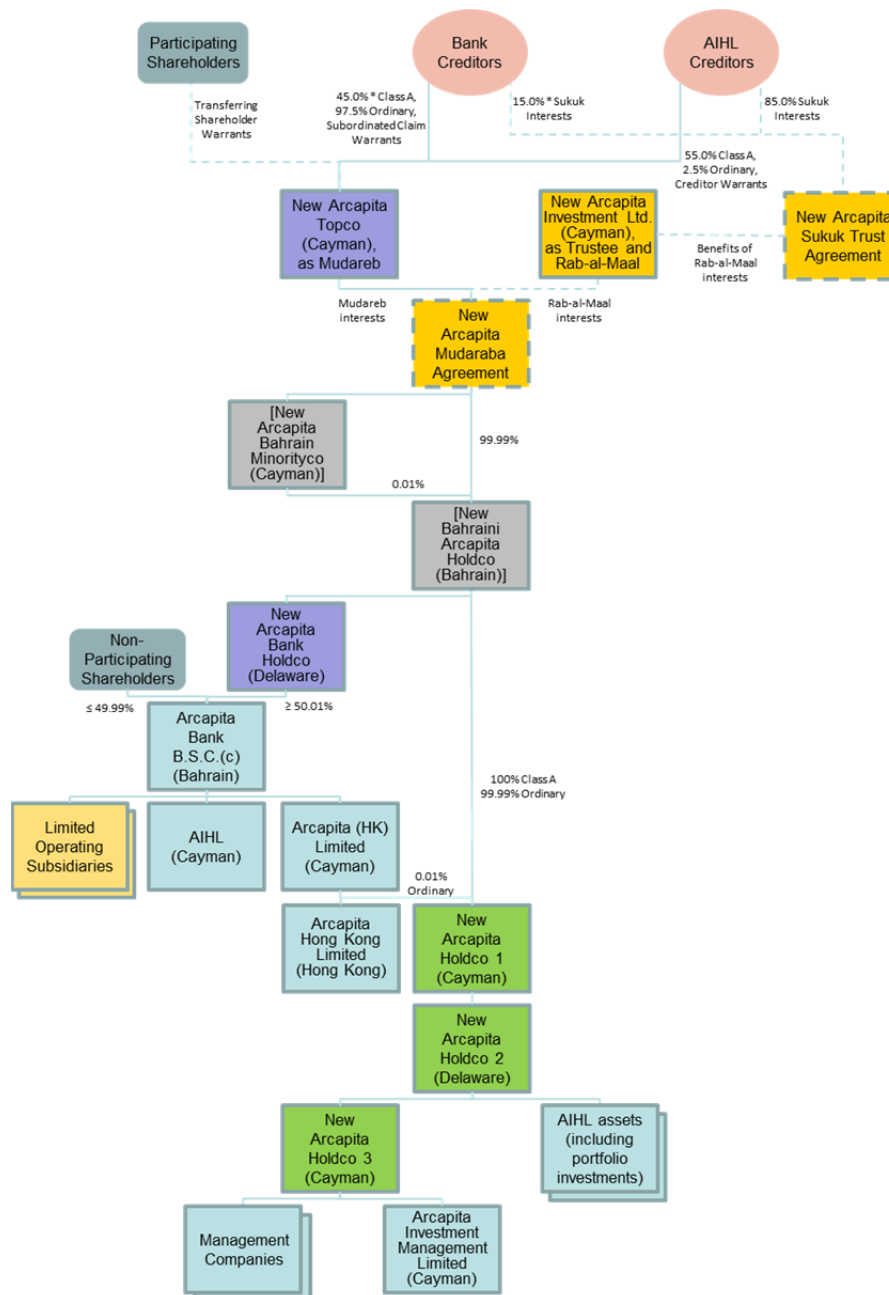 Participating
Shareholders
Bank
Creditors
AIHL
Creditors
Transferring
Shareholder
Warrants
45.0% * Class A,
97.5% Ordinary,
Subordinated Claim
Warrants
15.0% * Sukuk
Interests
85.0% Sukuk
Interests
55.0% Class A,
2.5% Ordinary,
Creditor Warrants
New Arcapita
Topco
(Cayman),
as Mudareb
New Arcapita
Investment Ltd.
(Cayman),
as Trustee and
Rab-al-Maal
Benefits of
Rab-al-Maal
interests
New Arcapita
Sukuk Trust
Agreement
Mudareb
interests
Rab-al-Maal
interests
New
Arcapita
Mudaraba
Agreement
[New
Arcapita
Bahrain
Minorityco
(Cayman)]
99.99%
0.01%
[New
Bahraini
Arcapita
Holdco
(Bahrain)]
New
Arcapita
Bank
Holdco
(Delaware)
Non-
Participating
Shareholders
≤ 49.99%
≥ 50.01%
Arcapita
Bank
B.S.C.(c)
(Bahrain)
100% Class A
99.99% Ordinary
Limited
Operating
Subsidiaries
AIHL
(Cayman)
Arcapita (HK)
Limited
(Cayman)
0.01%
Ordinary
Arcapita
Hong Kong
Limited
(Hong Kong)
New
Arcapita
Holdco 1
(Cayman)
New
Arcapita
Holdco 2
(Delaware)
New
Arcapita
Holdco 3
(Cayman)
AIHL assets
(including
portfolio
investments)
Management
Companies
Arcapita
Investment
Management
Limited
(Cayman)